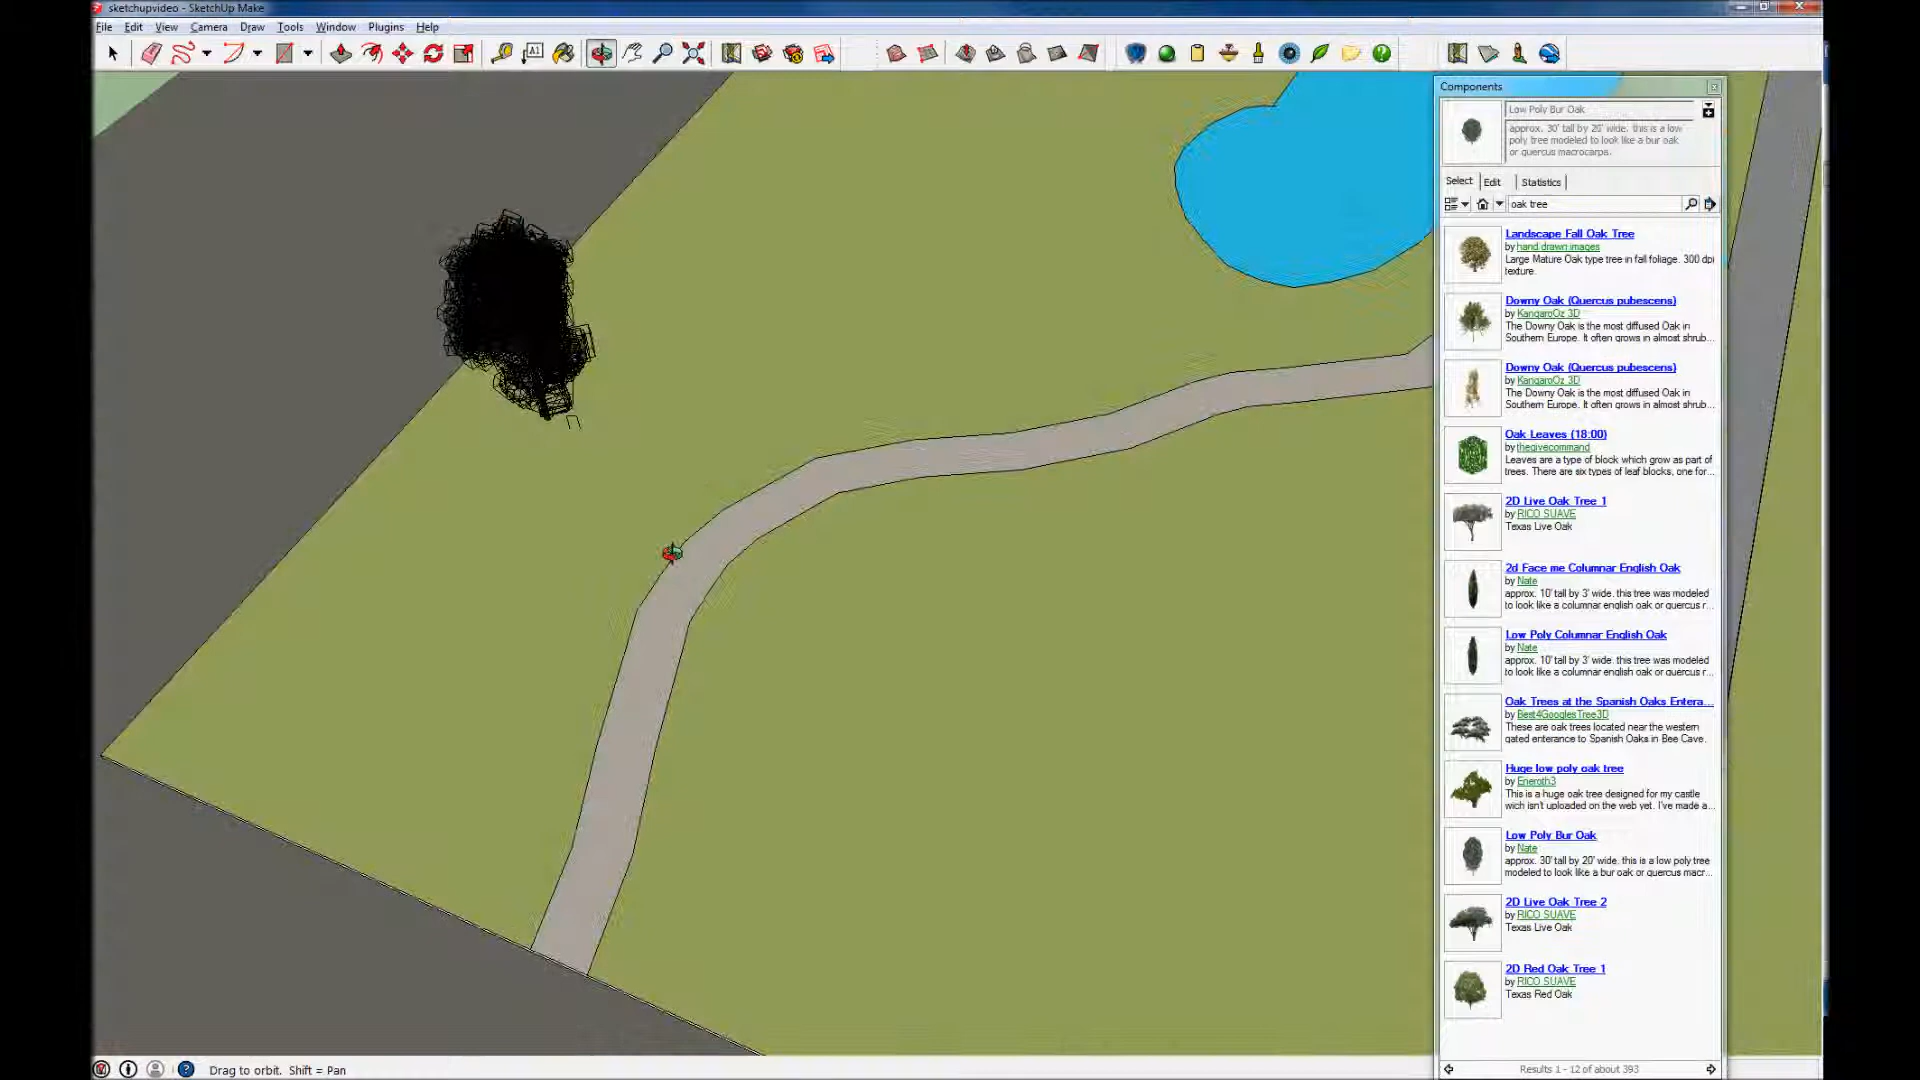 sketchupvideo - SketchUp Make
File Edit View Camera Draw Tools Window Plugins Help
A1
Components
Low Poly Bur Oak
approx. 30' tall by 20' wide. this is a low
poly tree modeled to look like a bur oak
or quercus macrocarpa.
Select Edit Statistics
oak tree
Landscape Fall Oak Tree
by hand drawn images
Large Mature Oak type tree in fall foliage. 300 dpi
texture.
Downy Oak (Quercus pubescens)
by KangaroOz 3D
The Downy Oak is the most diffused Oak in
Southern Europe. It often grows in almost shrub...
Downy Oak (Quercus pubescens)
by KangaroOz 3D
The Downy Oak is the most diffused Oak in
Southern Europe. It often grows in almost shrub...
Oak Leaves (18:00)
by thegivecommand
Leaves are a type of block which grow as part of
trees. There are six types of leaf blocks, one for...
2D Live Oak Tree 1
by RICO SUAVE
Texas Live Oak
2d Face me Columnar English Oak
by Nate
approx. 10' tall by 3' wide. this tree was modeled
to look like a columnar english oak or quercus r...
Low Poly Columnar English Oak
by Nate
approx. 10' tall by 3' wide. this tree was modeled
to look like a columnar english oak or quercus r...
Oak Trees at the Spanish Oaks Entera...
by Best4GooglesTree3D
These are oak trees located near the western
gated enterance to Spanish Oaks in Bee Cave.
Huge low poly oak tree
by Eneroth3
This is a huge oak tree designed for my castle
wich isn't uploaded on the web yet. I've made a...
Low Poly Bur Oak
by Nate
approx. 30' tall by 20' wide. this is a low poly tree
modeled to look like a bur oak or quercus macr...
2D Live Oak Tree 2
by RICO SUAVE
Texas Live Oak
2D Red Oak Tree 1
by RICO SUAVE
Texas Red Oak
Results 1 - 12 of about 393
Drag to orbit. Shift = Pan